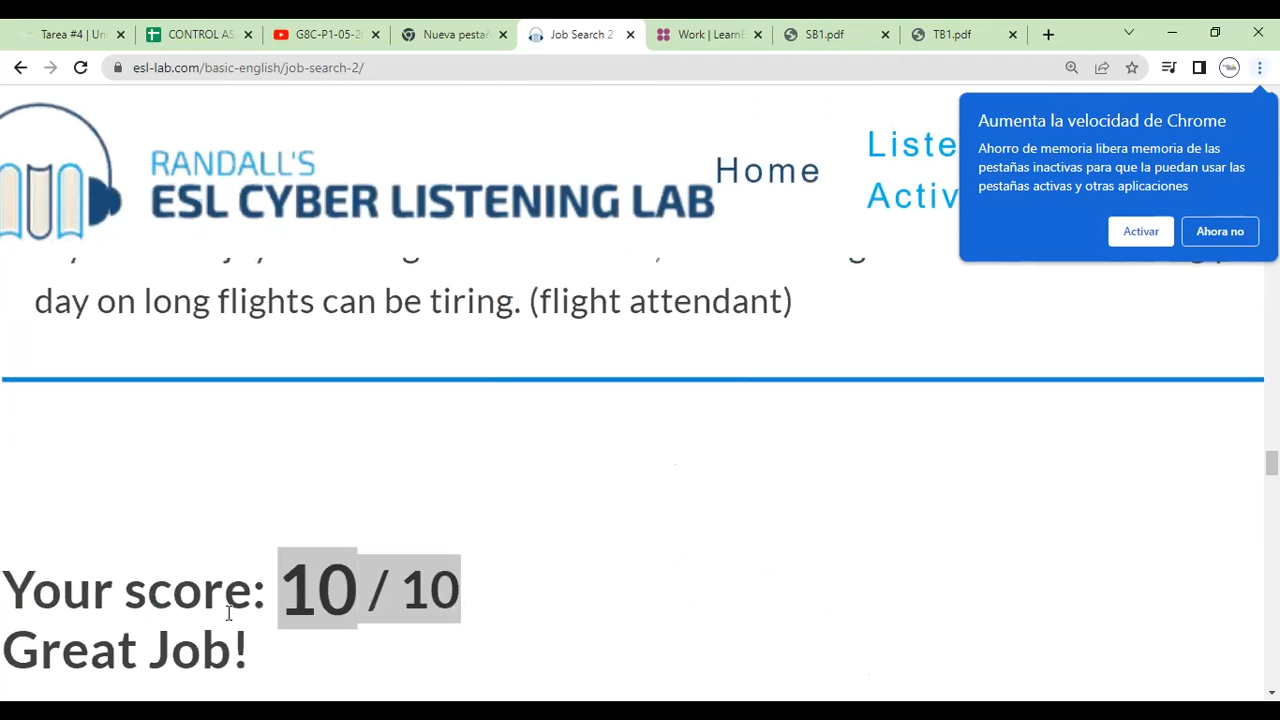 Tarea #4 | Un
CONTROL AS
G8C-P1-05-2
Nueva pestañ
Job Search 2
Work | Learn
SB1.pdf
TB1.pdf
esl-lab.com/basic-english/job-search-2/
Aumenta la velocidad de Chrome
Ahorro de memoria libera memoria de las
pestañas inactivas para que la puedan usar las
pestañas activas y otras aplicaciones
Activar
Ahora no
RANDALL'S
ESL CYBER LISTENING LAB
Home
Liste
Activ
day on long flights can be tiring. (flight attendant)
Your score: 10 / 10
Great Job!